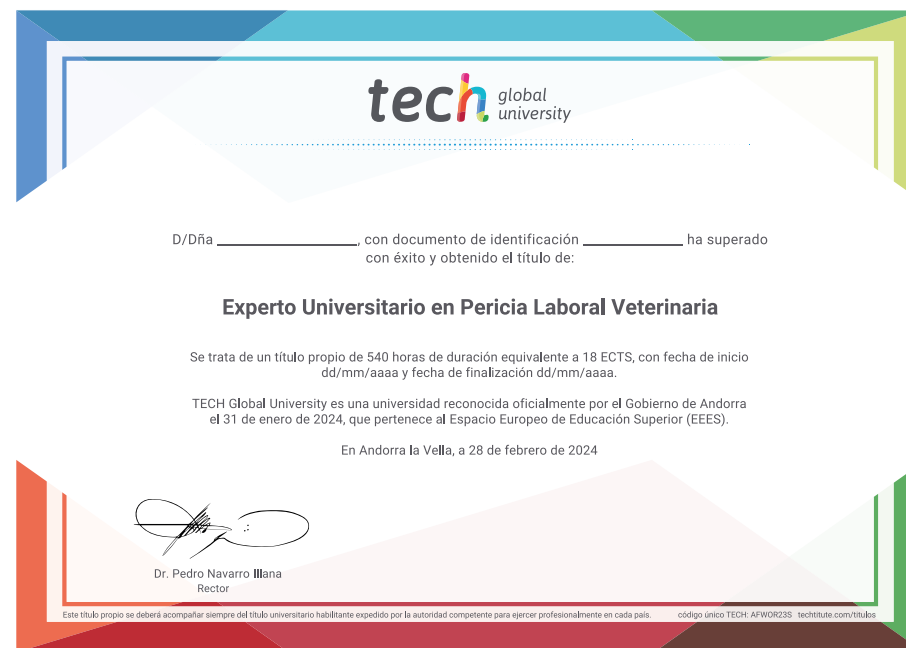 tech global
university
D/Dña ____________________, con documento de identificación ______________ ha superado
con éxito y obtenido el título de:
Experto Universitario en Pericia Laboral Veterinaria
Se trata de un título propio de 540 horas de duración equivalente a 18 ECTS, con fecha de inicio
dd/mm/aaaa y fecha de finalización dd/mm/aaaa.
TECH Global University es una universidad reconocida oficialmente por el Gobierno de Andorra
el 31 de enero de 2024, que pertenece al Espacio Europeo de Educación Superior (EEES).
En Andorra la Vella, a 28 de febrero de 2024
Dr. Pedro Navarro Illana
Rector
Este título propio se deberá acompañar siempre del título universitario habilitante expedido por la autoridad competente para ejercer profesionalmente en cada país. código único TECH: AFWOR23S techtitute.com/titulos